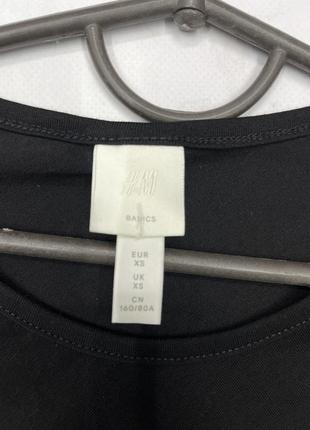 H&M
BASICS
EUR
XS
UK
XS
CN
160/80A